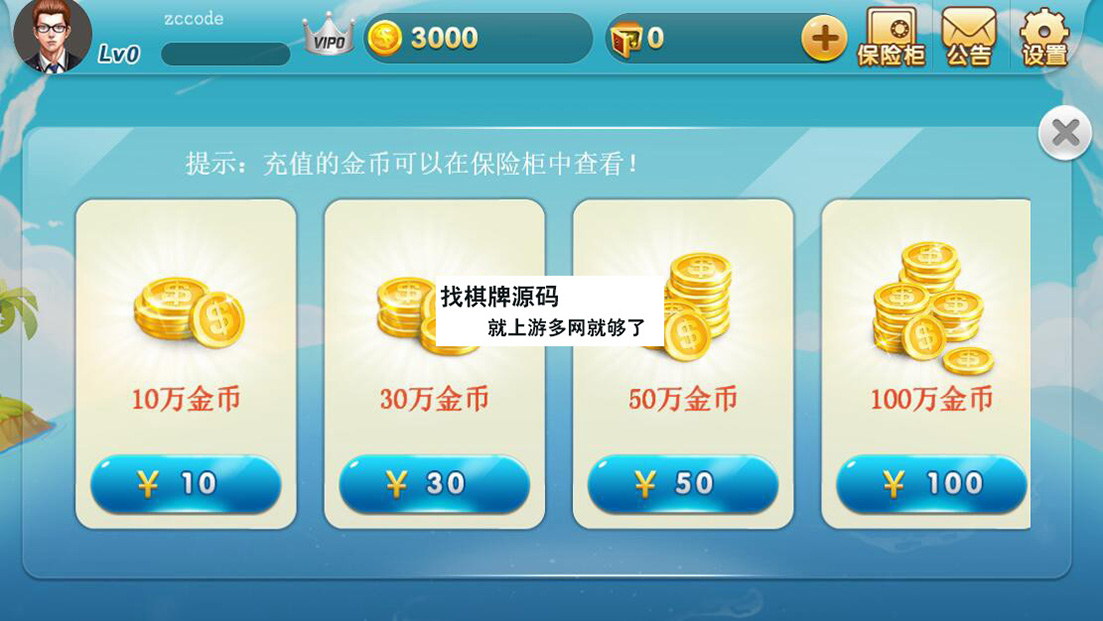 zccode
Lv0
VIP0
3000
0
保险柜
公告
设置
提示：充值的金币可以在保险柜中查看！
找棋牌源码
就上游多网就够了
10万金币
30万金币
50万金币
100万金币
¥ 10
¥ 30
¥ 50
¥ 100